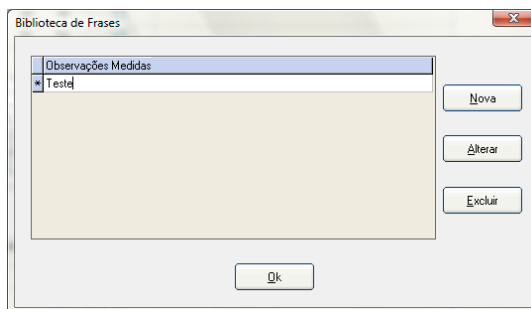 Biblioteca de Frases
Observações Medidas
* Teste
Nova
Alterar
Excluir
Ok